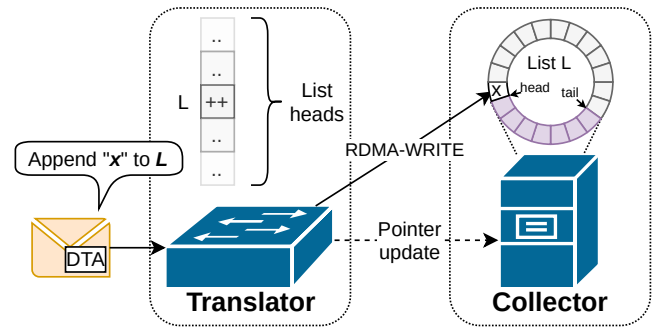 ..
..
L
++
..
..
List
heads
Append "x" to L
DTA
Translator
RDMA-WRITE
Pointer
update
List L
X
head
tail
Collector